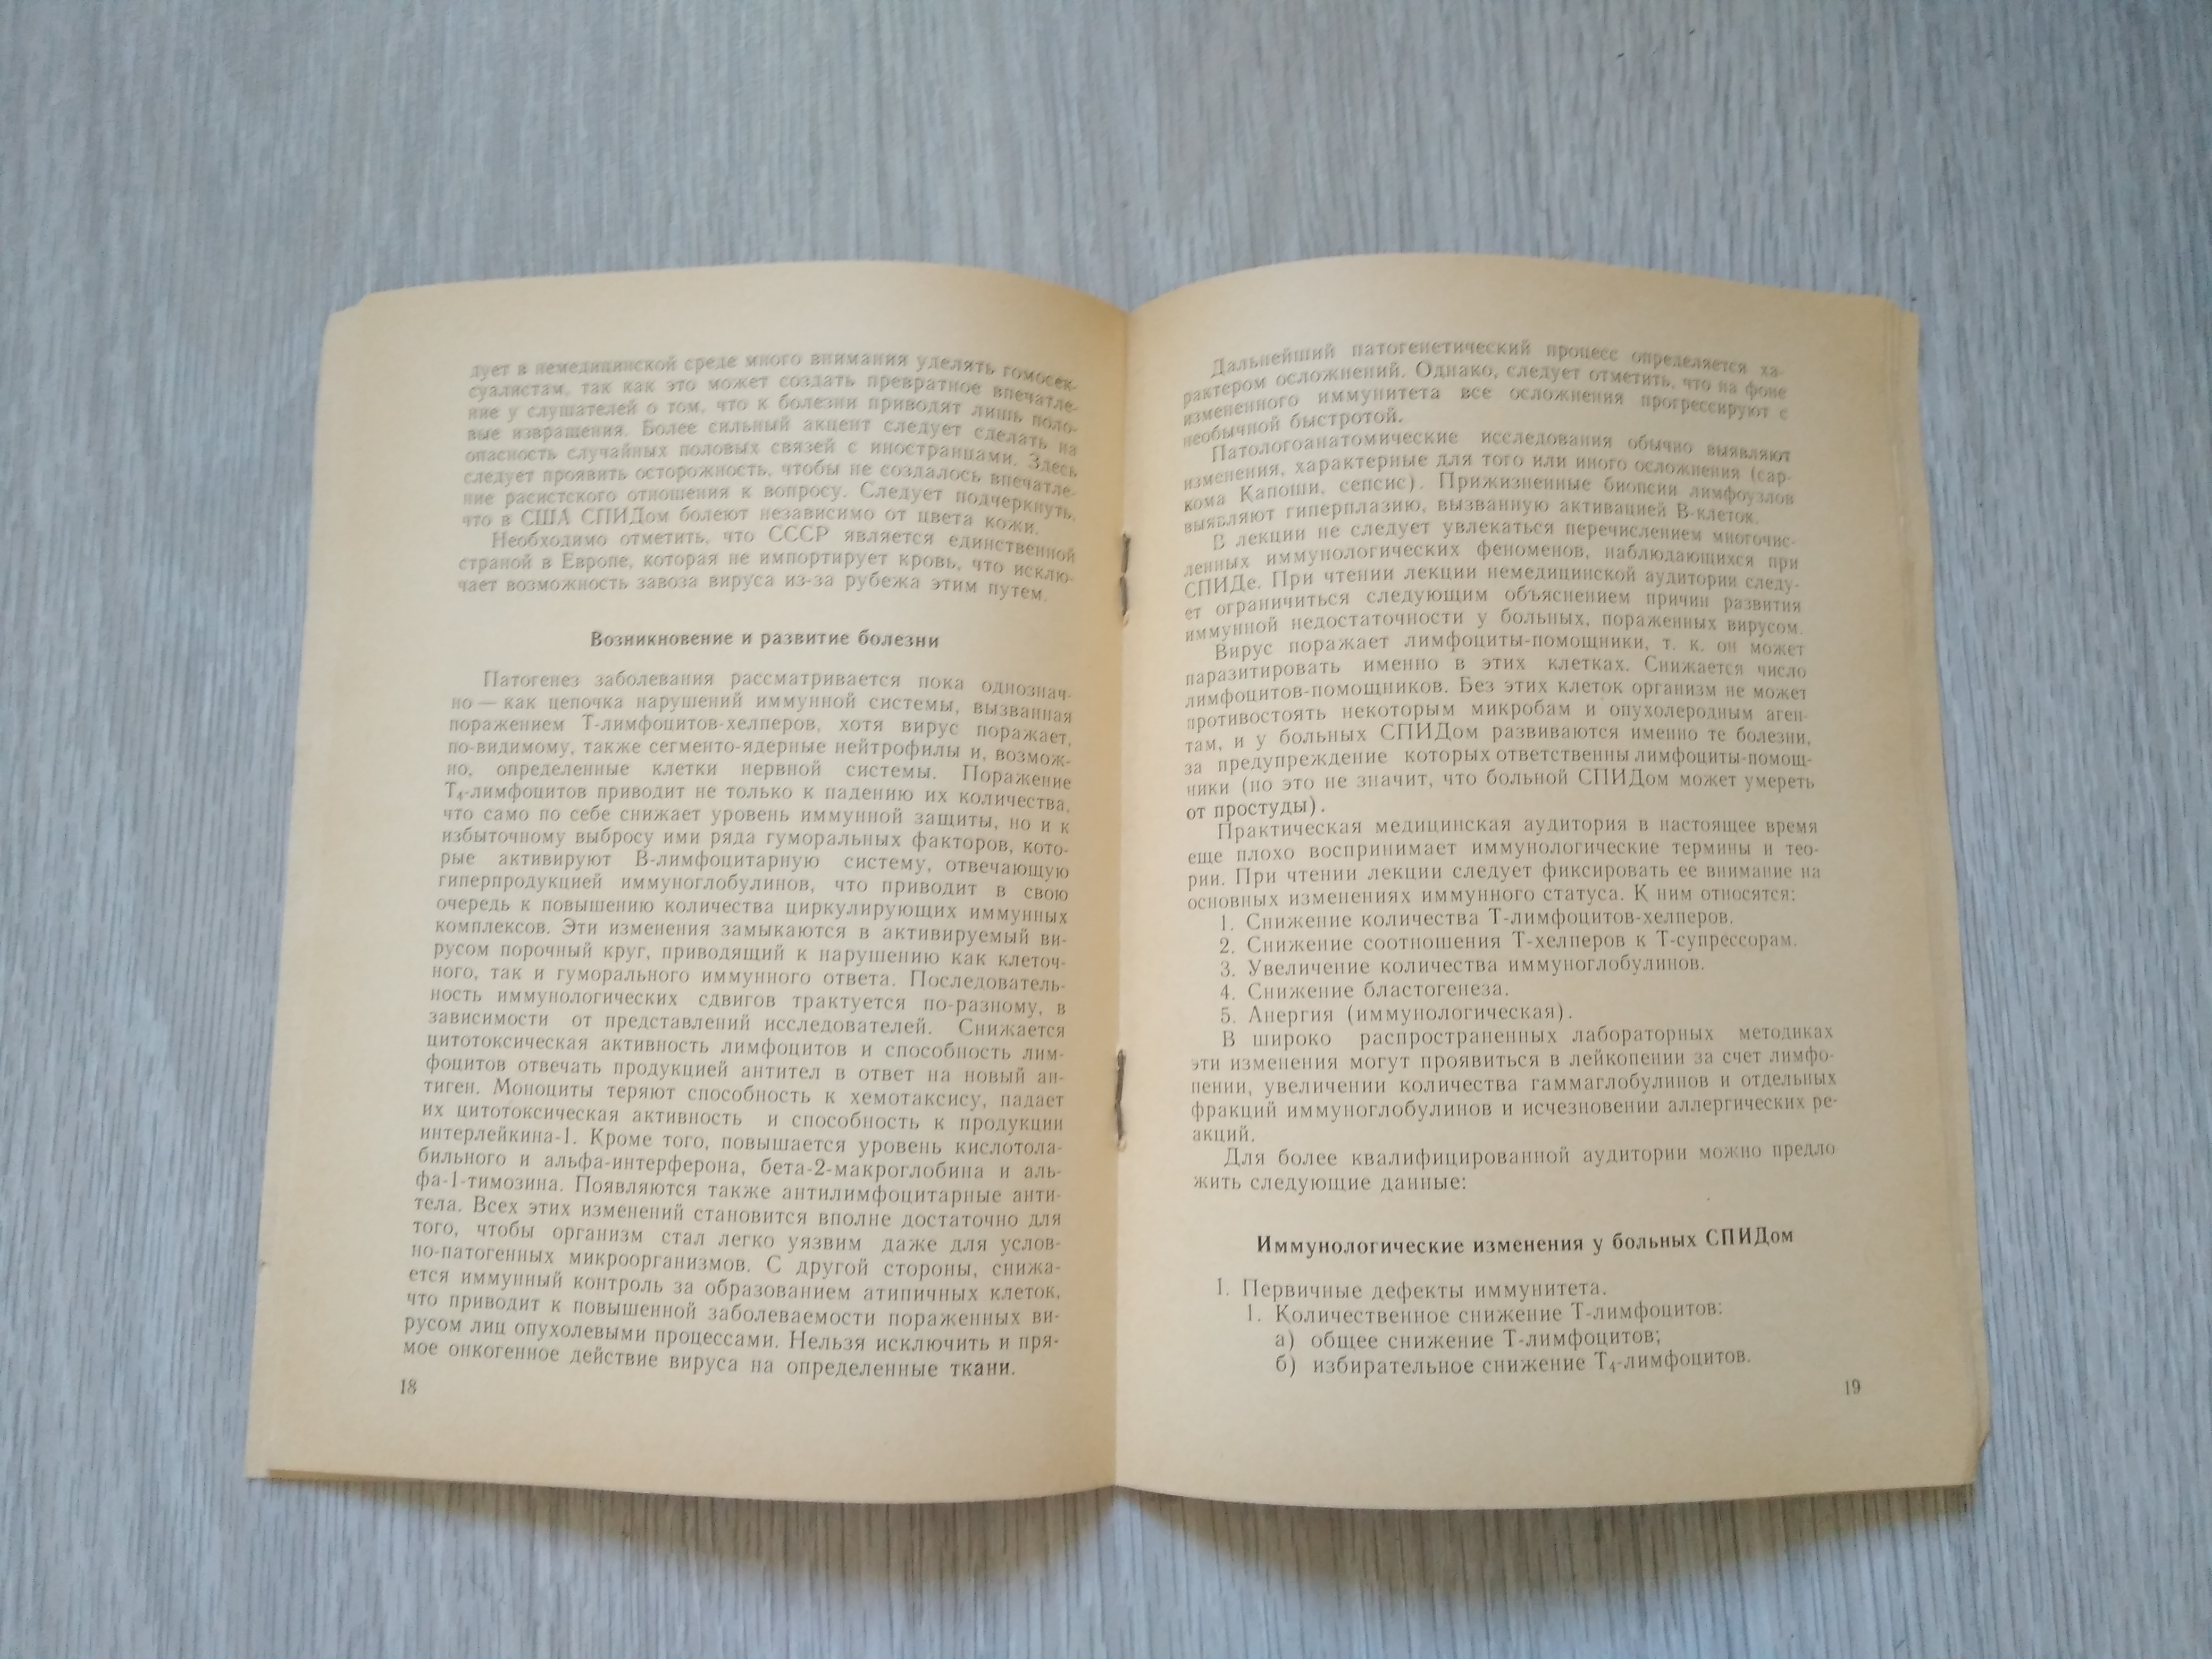 дует в немедицинской среде много внимания уделять гомосек-
суалистам, так как это может создать превратное впечатле-
ние у слушателей о том, что к болезни приводят лишь поло-
вые извращения. Более сильный акцент следует сделать на
опасность случайных половых связей с иностранцами. Здесь
следует проявить осторожность, чтобы не создалось впечатле-
ние расистского отношения к вопросу. Следует подчеркнуть,
что в США СПИДом болеют независимо от цвета кожи.
Необходимо отметить, что СССР является единственной
страной в Европе, которая не импортирует кровь, что исклю-
чает возможность завоза вируса из-за рубежа этим путем.
Возникновение и развитие болезни
Патогенез заболевания рассматривается пока однознач-
но — как цепочка нарушений иммунной системы, вызванная
поражением Т-лимфоцитов-хелперов, хотя вирус поражает,
по-видимому, также сегменто-ядерные нейтрофилы и, возмож-
но, определенные клетки нервной системы. Поражение
Т₄-лимфоцитов приводит не только к падению их количества,
что само по себе снижает уровень иммунной защиты, но и к
избыточному выбросу ими ряда гуморальных факторов, кото-
рые активируют В-лимфоцитарную систему, отвечающую
гиперпродукцией иммуноглобулинов, что приводит в свою
очередь к повышению количества циркулирующих иммунных
комплексов. Эти изменения замыкаются в активируемый ви-
русом порочный круг, приводящий к нарушению как клеточ-
ного, так и гуморального иммунного ответа. Последователь-
ность иммунологических сдвигов трактуется по-разному, в
зависимости от представлений исследователей. Снижается
цитотоксическая активность лимфоцитов и способность лим-
фоцитов отвечать продукцией антител в ответ на новый ан-
тиген. Моноциты теряют способность к хемотаксису, падает
их цитотоксическая активность и способность к продукции
интерлейкина-1. Кроме того, повышается уровень кислотола-
бильного и альфа-интерферона, бета-2-макроглобина и аль-
фа-1-тимозина. Появляются также антилимфоцитарные анти-
тела. Всех этих изменений становится вполне достаточно для
того, чтобы организм стал легко уязвим даже для услов-
но-патогенных микроорганизмов. С другой стороны, снижа-
ется иммунный контроль за образованием атипичных клеток,
что приводит к повышенной заболеваемости пораженных ви-
русом лиц опухолевыми процессами. Нельзя исключить и пря-
мое онкогенное действие вируса на определенные ткани.
18
Дальнейший патогенетический процесс определяется ха-
рактером осложнений. Однако, следует отметить, что на фоне
измененного иммунитета все осложнения прогрессируют с
необычной быстротой.
Патологоанатомические исследования обычно выявляют
изменения, характерные для того или иного осложнения (сар-
кома Капоши, сепсис). Прижизненные биопсии лимфоузлов
выявляют гиперплазию, вызванную активацией В-клеток.
В лекции не следует увлекаться перечислением многочис-
ленных иммунологических феноменов, наблюдающихся при
СПИДе. При чтении лекции немедицинской аудитории следу-
ет ограничиться следующим объяснением причин развития
иммунной недостаточности у больных, пораженных вирусом.
Вирус поражает лимфоциты-помощники, т. к. он может
паразитировать именно в этих клетках. Снижается число
лимфоцитов-помощников. Без этих клеток организм не может
противостоять некоторым микробам и опухолеродным аген-
там, и у больных СПИДом развиваются именно те болезни,
за предупреждение которых ответственны лимфоциты-помощ-
ники (но это не значит, что больной СПИДом может умереть
от простуды).
Практическая медицинская аудитория в настоящее время
еще плохо воспринимает иммунологические термины и тео-
рии. При чтении лекции следует фиксировать ее внимание на
основных изменениях иммунного статуса. К ним относятся:
1. Снижение количества Т-лимфоцитов-хелперов.
2. Снижение соотношения Т-хелперов к Т-супрессорам.
3. Увеличение количества иммуноглобулинов.
4. Снижение бластогенеза.
5. Анергия (иммунологическая).
В широко распространенных лабораторных методиках
эти изменения могут проявиться в лейкопении за счет лимфо-
пении, увеличении количества гаммаглобулинов и отдельных
фракций иммуноглобулинов и исчезновении аллергических ре-
акций.
Для более квалифицированной аудитории можно предло
жить следующие данные:
Иммунологические изменения у больных СПИДом
1. Первичные дефекты иммунитета.
1. Количественное снижение Т-лимфоцитов:
а) общее снижение Т-лимфоцитов;
б) избирательное снижение Т₄-лимфоцитов.
19